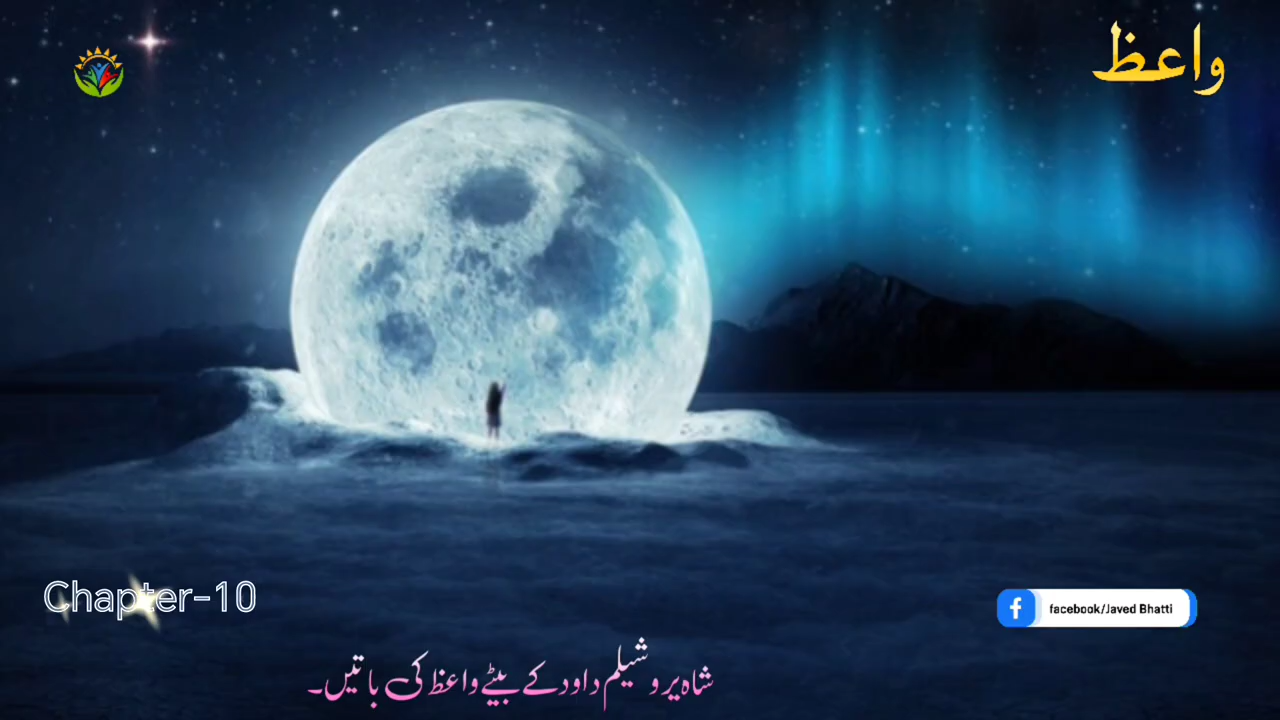 واعظ
Chapter-10
facebook/Javed Bhatti
شاہ یروشیلم داود کے بیٹے واعظ کی باتیں۔